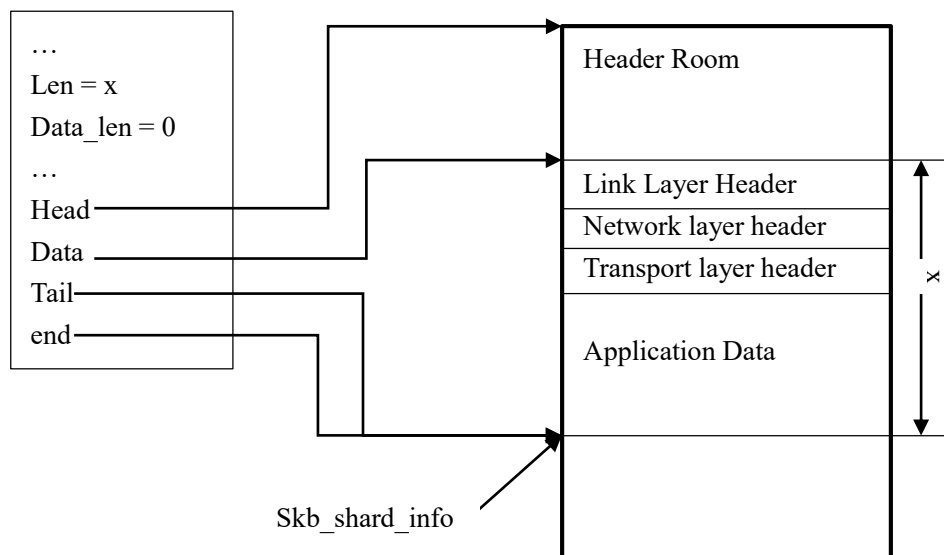 …
Len = x
Data_len = 0
…
Head
Data
Tail
end
Header Room
Link Layer Header
Network layer header
Transport layer header
Application Data
x
Skb_shard_info